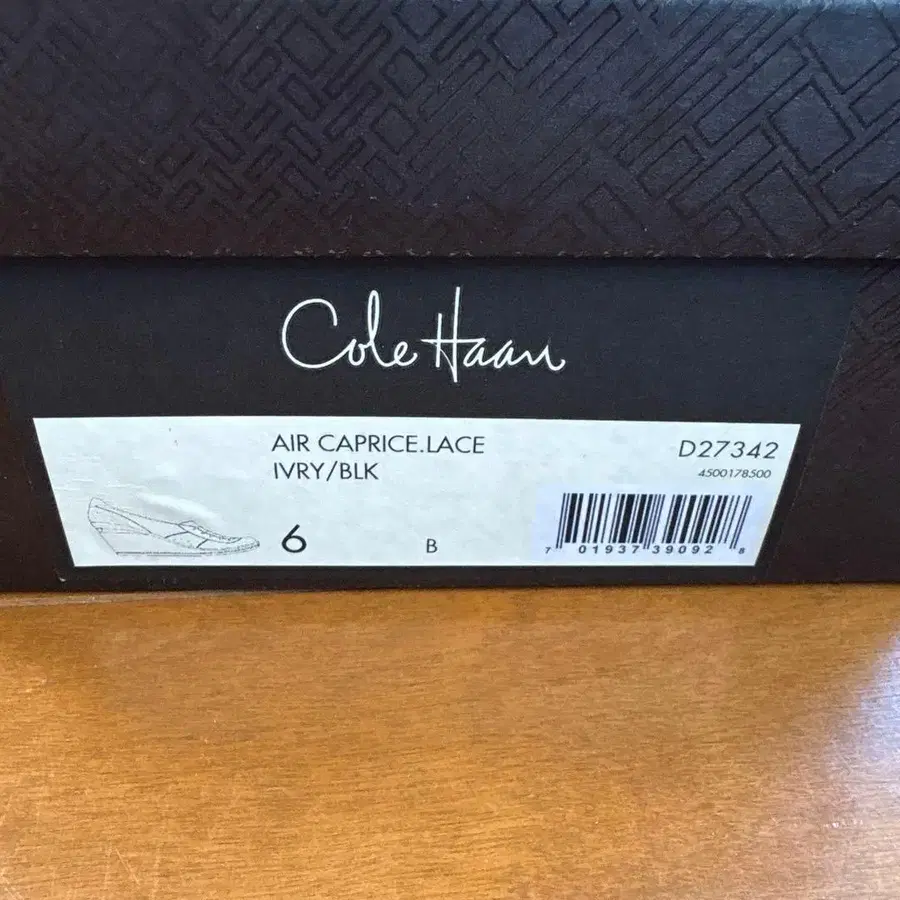 Cole Haan
AIR CAPRICE.LACE
IVRY/BLK
D27342
4500178500
6
B
7 01937 39092 8